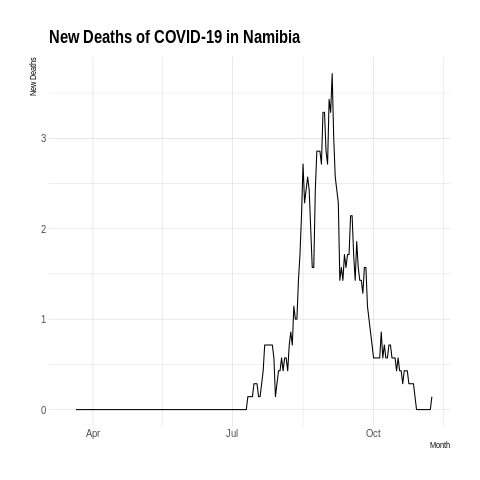 New Deaths of COVID-19 in Namibia
New Deaths
3
2
1
0
Apr Jul Oct
Month